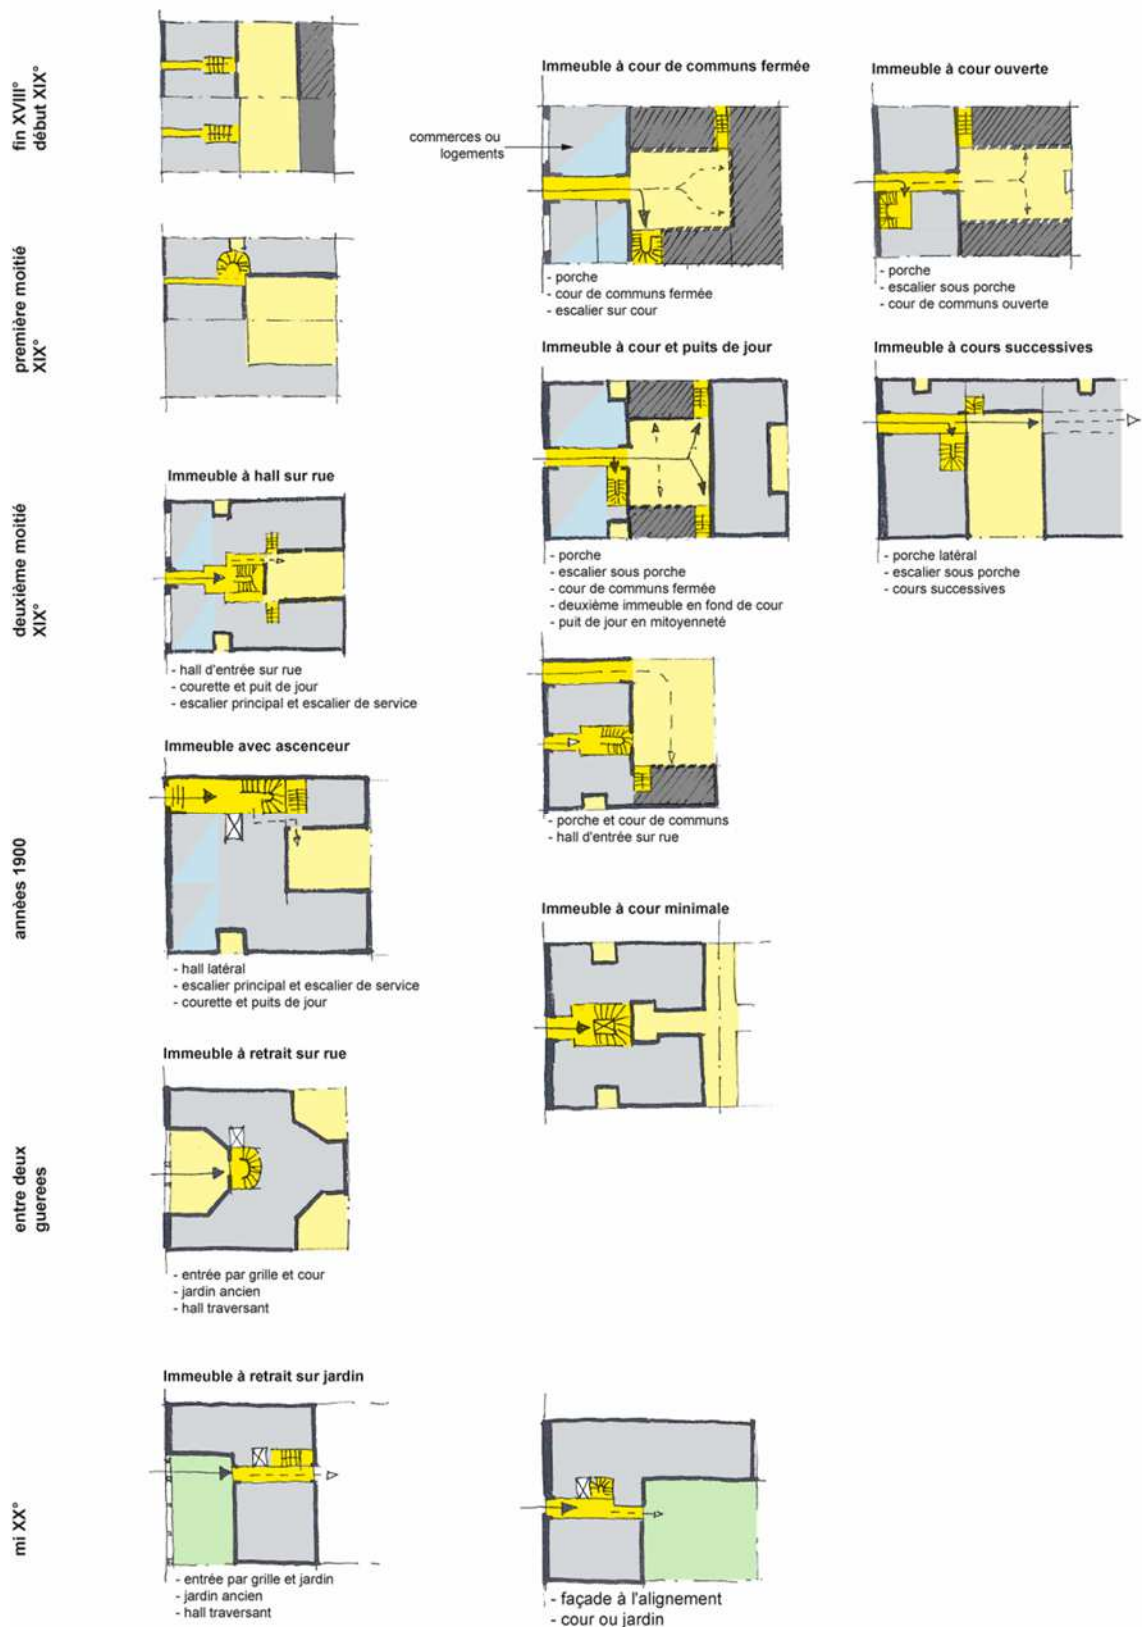 fin XVIII°
début XIX°
Immeuble à cour de communs fermée
commerces ou
logements
- porche
- cour de communs fermée
- escalier sur cour
Immeuble à cour ouverte
- porche
- escalier sous porche
- cour de communs ouverte
première moitié
XIX°
Immeuble à cour et puits de jour
- porche
- escalier sous porche
- cour de communs fermée
- deuxième immeuble en fond de cour
- puit de jour en mitoyenneté
Immeuble à cours successives
- porche latéral
- escalier sous porche
- cours successives
deuxième moitié
XIX°
Immeuble à hall sur rue
- hall d'entrée sur rue
- courette et puit de jour
- escalier principal et escalier de service
- porche et cour de communs
- hall d'entrée sur rue
annèes 1900
Immeuble avec ascenceur
- hall latéral
- escalier principal et escalier de service
- courette et puits de jour
Immeuble à cour minimale
entre deux
guerees
Immeuble à retrait sur rue
- entrée par grille et cour
- jardin ancien
- hall traversant
mi XX°
Immeuble à retrait sur jardin
- entrée par grille et jardin
- jardin ancien
- hall traversant
- façade à l'alignement
- cour ou jardin